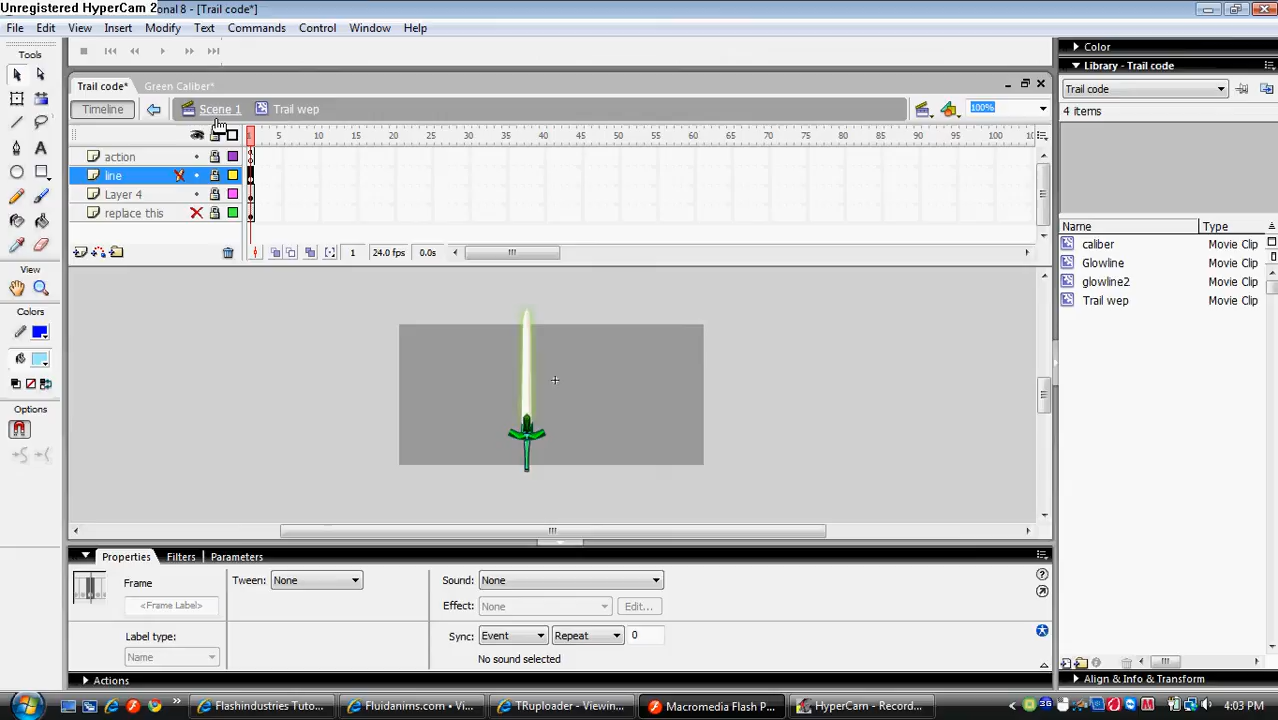 Unregistered HyperCam 2
onal 8 - [Trail code*]
File Edit View Insert Modify Text Commands Control Window Help
Tools
Color
Library - Trail code
Trail code* Green Caliber*
Trail code
Timeline Scene 1 Trail wep 100%
4 items
1 5 10 15 20 25 30 35 40 45 50 55 60 65 70 75 80 85 90 95 100
action
line
Layer 4
replace this
1 24.0 fps 0.0s
Name Type
caliber Movie Clip
Glowline Movie Clip
glowline2 Movie Clip
Trail wep Movie Clip
View
Colors
Options
Properties Filters Parameters
Frame
<Frame Label>
Label type:
Name
Tween: None
Sound: None
Effect: None Edit...
Sync: Event Repeat 0
No sound selected
Actions
Align & Info & Transform
Flashindustries Tuto...
Fluidanims.com - Vi...
TRuploader - Viewin...
Macromedia Flash P...
HyperCam - Record...
4:03 PM